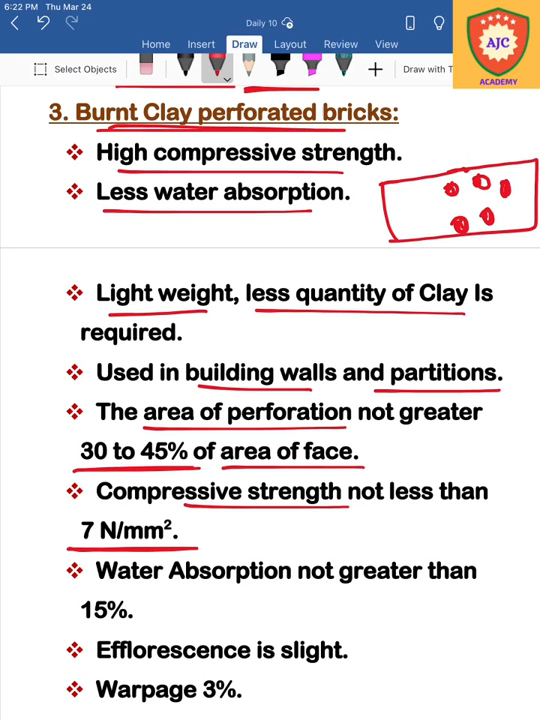 6:22 PM Thu Mar 24
Daily 10
Home Insert Draw Layout Review View
Select Objects
Draw with T
AJC
ACADEMY
3. Burnt Clay perforated bricks:
❖ High compressive strength.
❖ Less water absorption.
❖ Light weight, less quantity of Clay Is
required.
❖ Used in building walls and partitions.
❖ The area of perforation not greater
30 to 45% of area of face.
❖ Compressive strength not less than
7 N/mm².
❖ Water Absorption not greater than
15%.
❖ Efflorescence is slight.
❖ Warpage 3%.